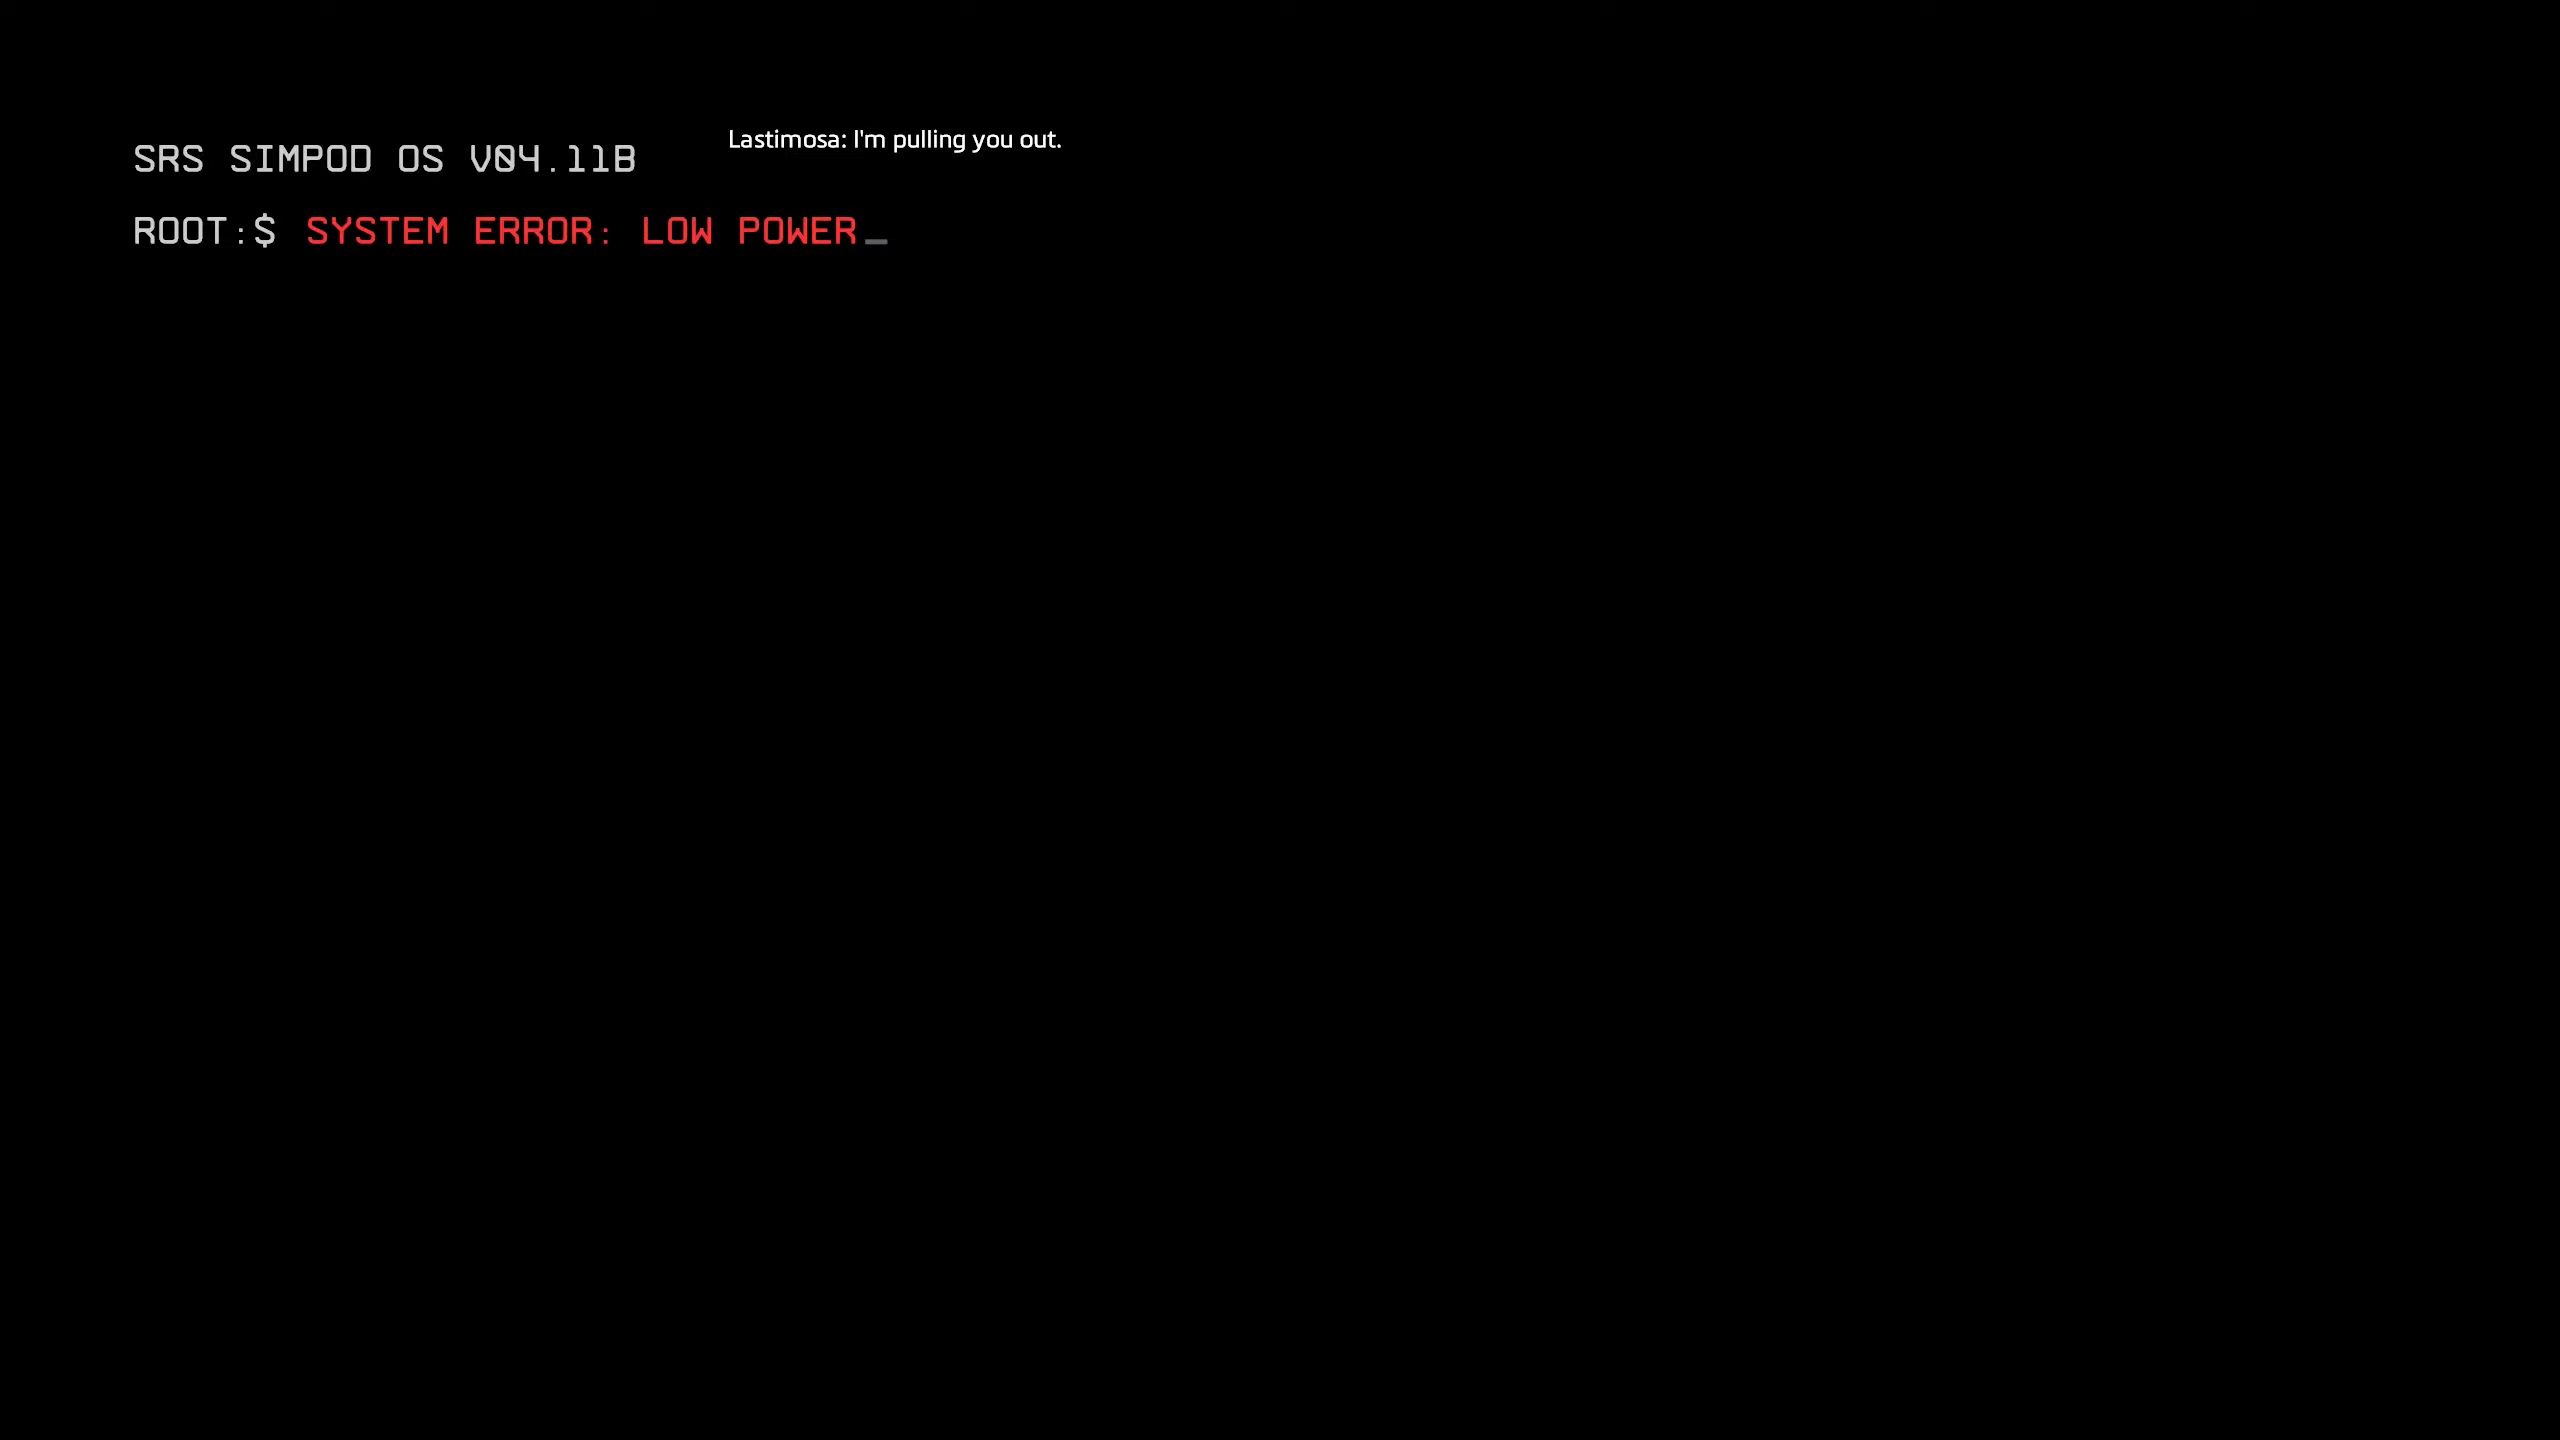 Lastimosa: I'm pulling you out.
SRS SIMPOD OS V04.11B
ROOT:$ SYSTEM ERROR: LOW POWER_